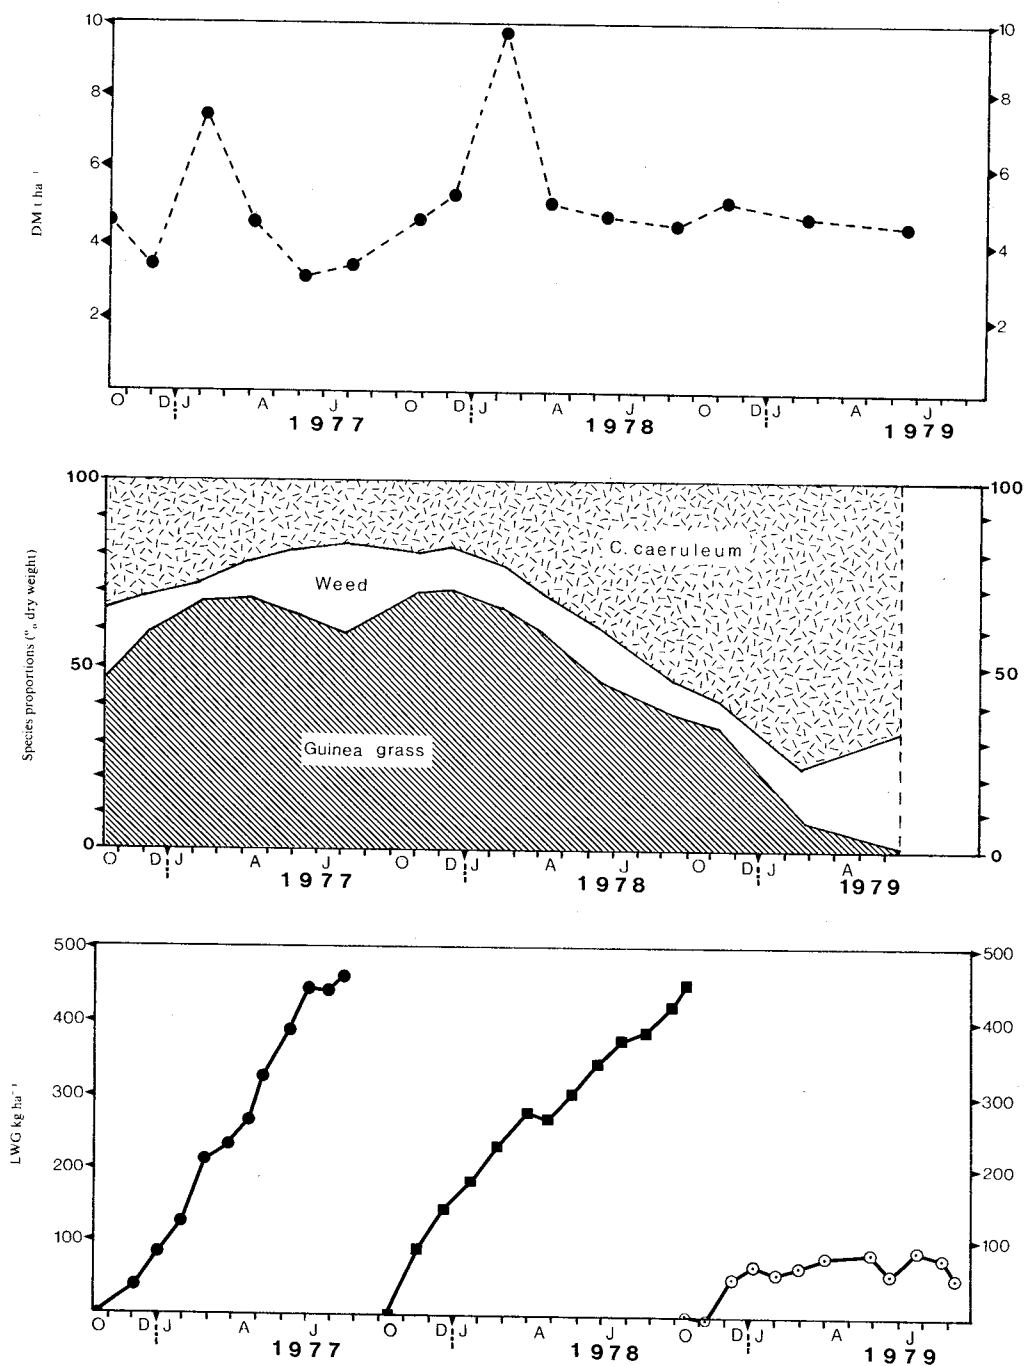 10 10
8 8
6 6
4 4
2 2
DM t ha⁻¹
O D J A J O D J A J O D J A J
1977 1978 1979
100 100
C. caeruleum
Weed
50 50
Guinea grass
0 0
Species proportions (% dry weight)
O D J A J O D J A J O D J A
1977 1978 1979
500 500
400 400
300 300
200 200
100 100
LWG kg ha⁻¹
O D J A J O D J A J O D J A J
1977 1978 1979